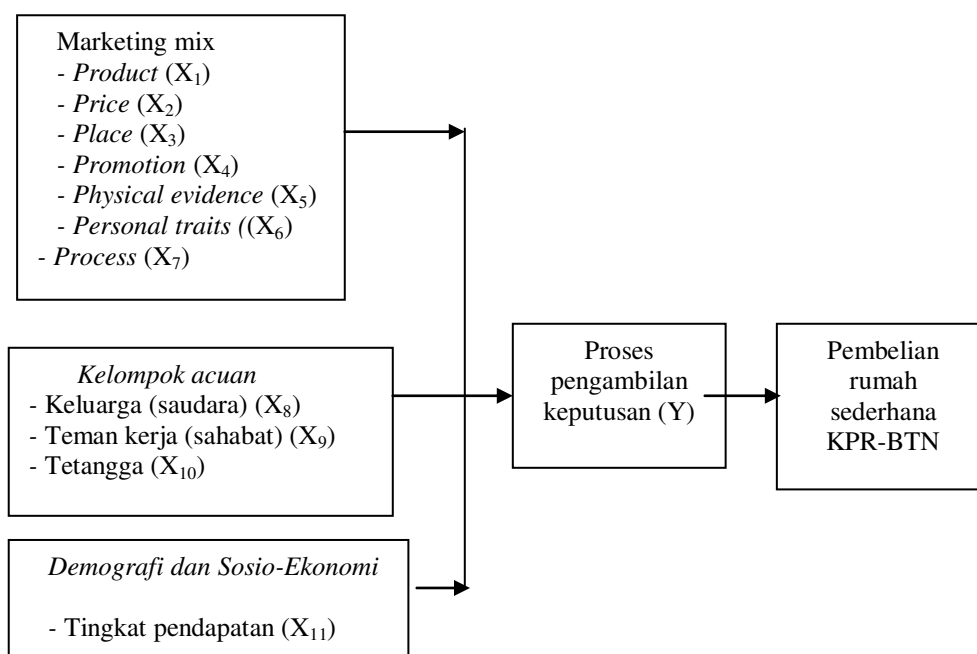 Marketing mix
- Product (X₁)
- Price (X₂)
- Place (X₃)
- Promotion (X₄)
- Physical evidence (X₅)
- Personal traits ((X₆)
- Process (X₇)
Kelompok acuan
- Keluarga (saudara) (X₈)
- Teman kerja (sahabat) (X₉)
- Tetangga (X₁₀)
Demografi dan Sosio-Ekonomi
- Tingkat pendapatan (X₁₁)
Proses
pengambilan
keputusan (Y)
Pembelian
rumah
sederhana
KPR-BTN